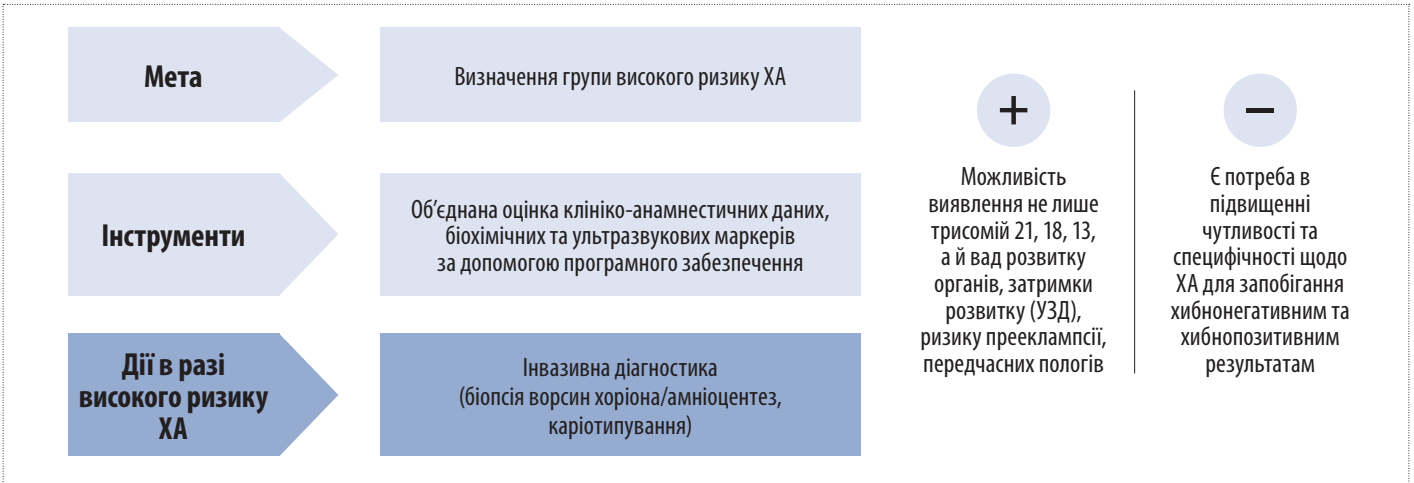 Мета
Визначення групи високого ризику ХА
Інструменти
Об’єднана оцінка клініко-анамнестичних даних,
біохімічних та ультразвукових маркерів
за допомогою програмного забезпечення
Дії в разі
високого ризику
ХА
Інвазивна діагностика
(біопсія ворсин хоріона/амніоцентез,
каріотипування)
+
Можливість
виявлення не лише
трисомій 21, 18, 13,
а й вад розвитку
органів, затримки
розвитку (УЗД),
ризику прееклампсії,
передчасних пологів
–
Є потреба в
підвищенні
чутливості та
специфічності щодо
ХА для запобігання
хибнонегативним та
хибнопозитивним
результатам